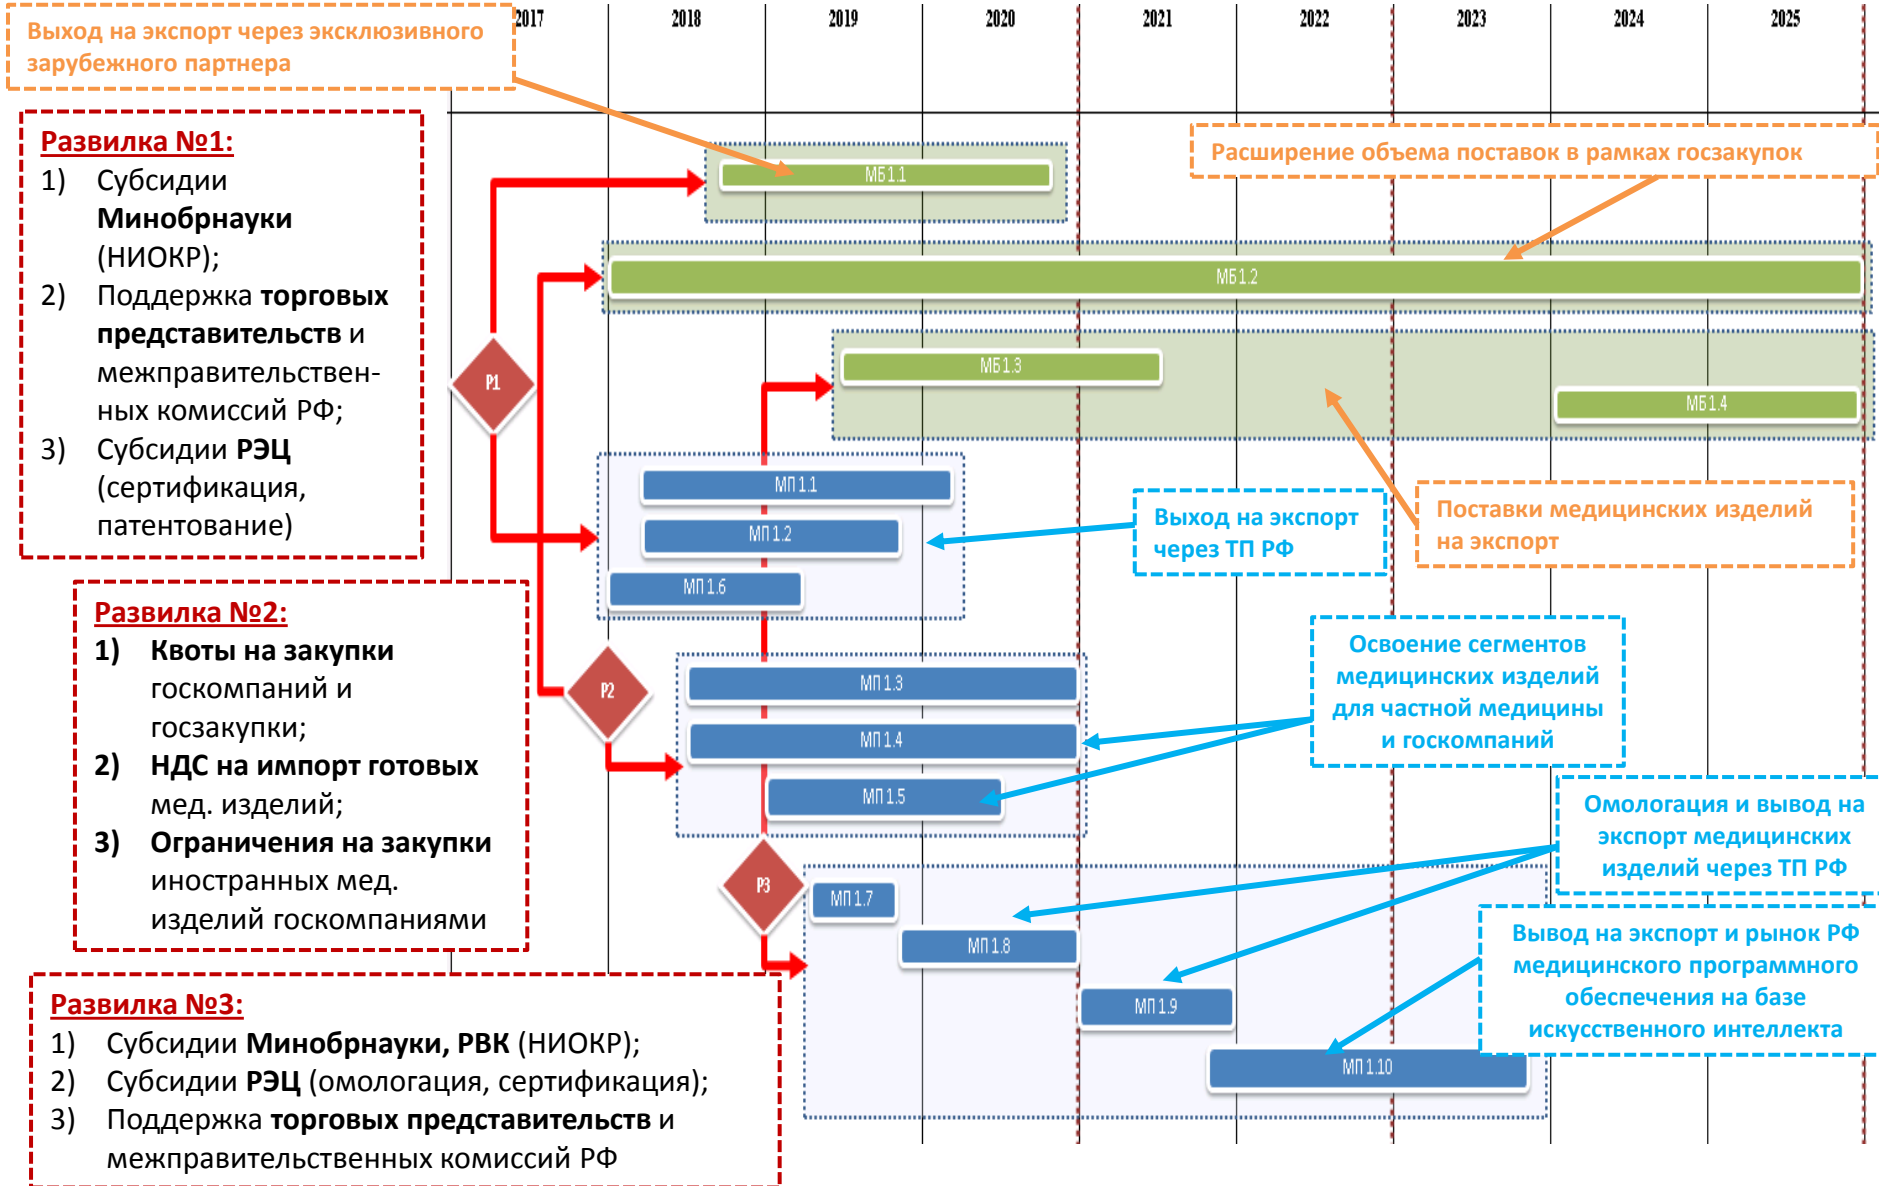 2017 2018 2019 2020 2021 2022 2023 2024 2025
Выход на экспорт через эксклюзивного
зарубежного партнера
Развилка №1:
1) Субсидии
Минобрнауки
(НИОКР);
2) Поддержка торговых
представительств и
межправительствен-
ных комиссий РФ;
3) Субсидии РЭЦ
(сертификация,
патентование)
Развилка №2:
1) Квоты на закупки
госкомпаний и
госзакупки;
2) НДС на импорт готовых
мед. изделий;
3) Ограничения на закупки
иностранных мед.
изделий госкомпаниями
Развилка №3:
1) Субсидии Минобрнауки, РВК (НИОКР);
2) Субсидии РЭЦ (омологация, сертификация);
3) Поддержка торговых представительств и
межправительственных комиссий РФ
Р1
Р2
Р3
МБ1.1
Расширение объема поставок в рамках госзакупок
МБ1.2
МБ1.3
МБ1.4
МП1.1
МП1.2
МП1.6
Выход на экспорт
через ТП РФ
Поставки медицинских изделий
на экспорт
МП1.3
МП1.4
МП1.5
Освоение сегментов
медицинских изделий
для частной медицины
и госкомпаний
МП1.7
МП1.8
МП1.9
МП1.10
Омологация и вывод на
экспорт медицинских
изделий через ТП РФ
Вывод на экспорт и рынок РФ
медицинского программного
обеспечения на базе
искусственного интеллекта